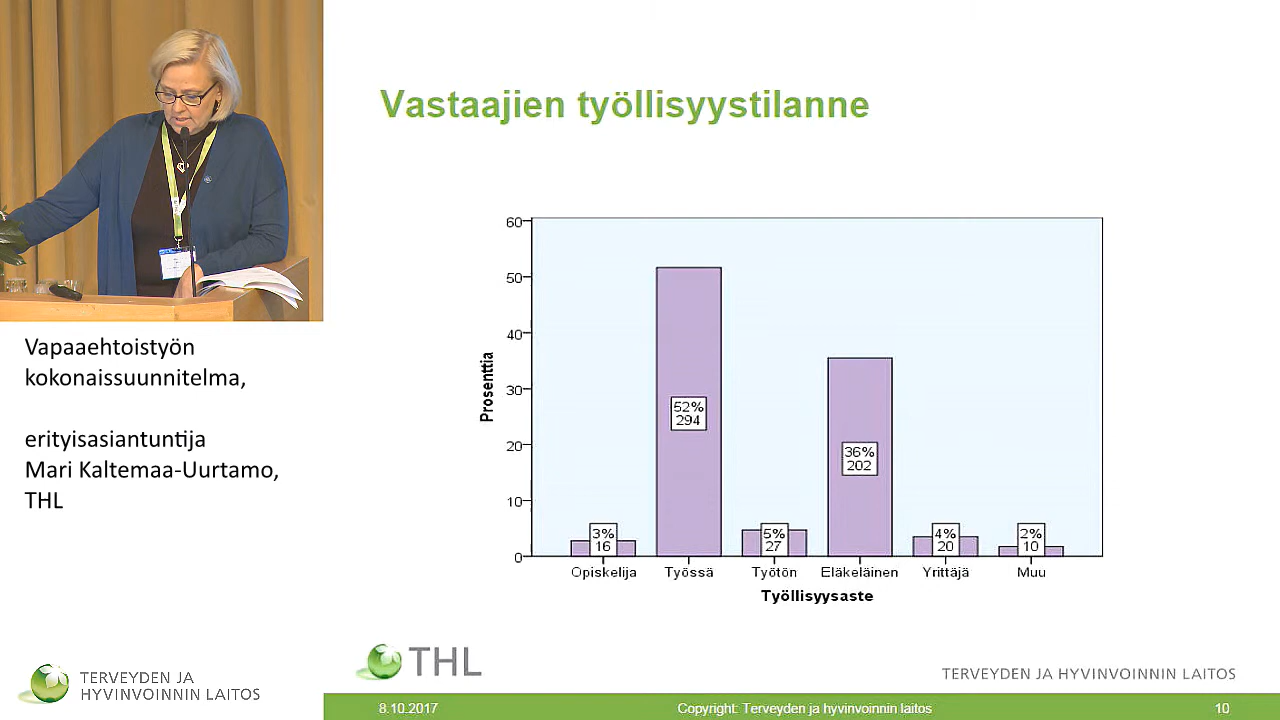 Vastaajien työllisyystilanne
Vapaaehtoistyön
kokonaissuunnitelma,
erityisasiantuntija
Mari Kaltemaa-Uurtamo,
THL
Prosenttia
60
50
40
30
20
10
0
3%
16
52%
294
5%
27
36%
202
4%
20
2%
10
Opiskelija Työssä Työtön Eläkeläinen Yrittäjä Muu
Työllisyysaste
TERVEYDEN JA
HYVINVOINNIN LAITOS
THL
TERVEYDEN JA HYVINVOINNIN LAITOS
8.10.2017 Copyright: Terveyden ja hyvinvoinnin laitos 10